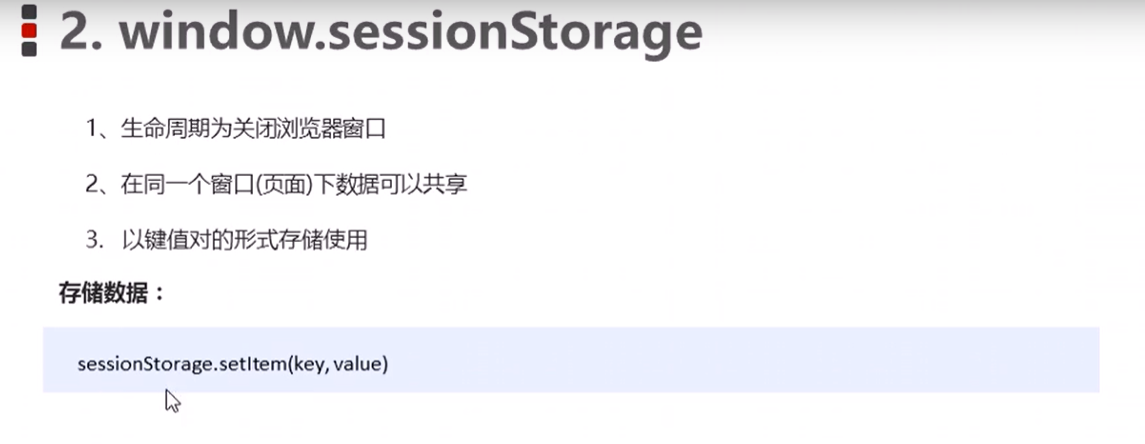 2. window.sessionStorage
1、生命周期为关闭浏览器窗口
2、在同一个窗口(页面)下数据可以共享
3. 以键值对的形式存储使用
存储数据：
sessionStorage.setItem(key, value)